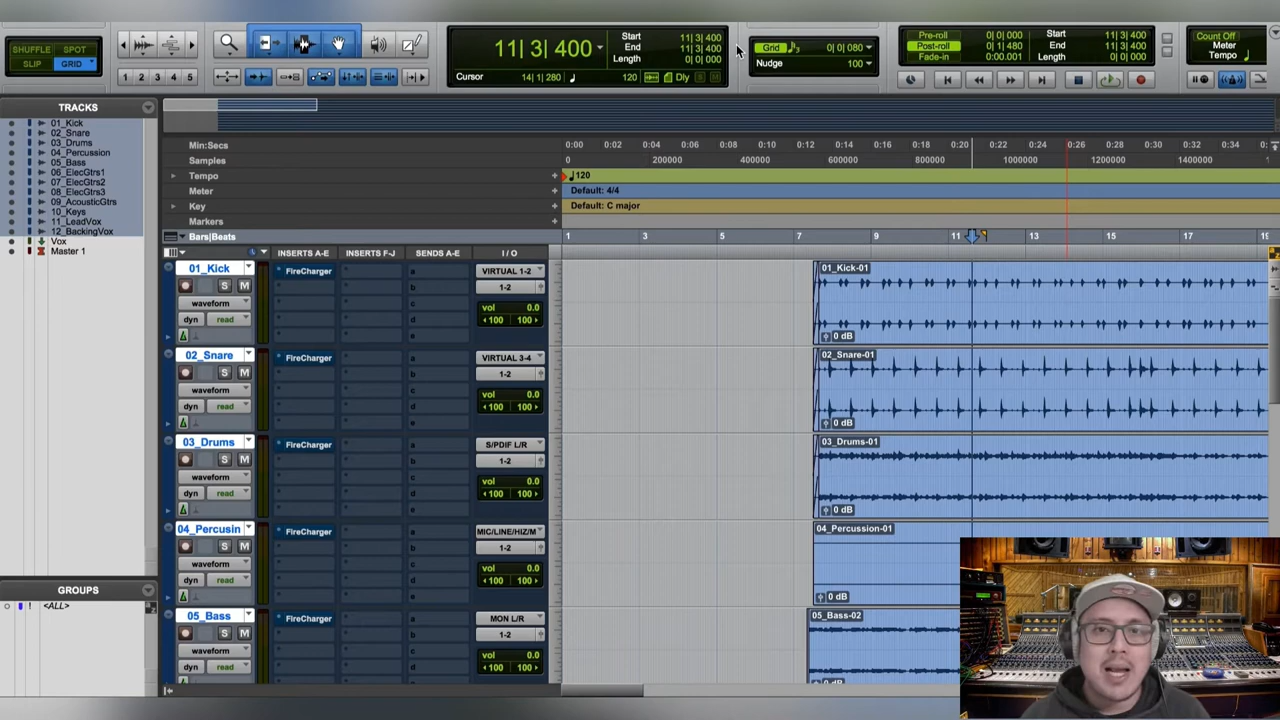 SHUFFLE SPOT
SLIP GRID
1 2 3 4 5
11| 3| 400
Start 11| 3| 400
End 11| 3| 400
Length 0| 0| 000
Cursor 14| 1| 280 120 Dly S M
Grid 0| 0| 080
Nudge 100
Pre-roll 0| 0| 000
Post-roll 0| 1| 480
Fade-in 0:00.001
Start 11| 3| 400
End 11| 3| 400
Length 0| 0| 000
Count Off
Meter
Tempo
TRACKS
01_Kick
02_Snare
03_Drums
04_Percussion
05_Bass
06_ElecGtrs1
07_ElecGtrs2
08_ElecGtrs3
09_AcousticGtrs
10_Keys
11_LeadVox
12_BackingVox
Vox
Master 1
GROUPS
! <ALL>
Min:Secs 0:00 0:02 0:04 0:06 0:08 0:10 0:12 0:14 0:16 0:18 0:20 0:22 0:24 0:26 0:28 0:30 0:32
Samples 0 200000 400000 600000 800000 1000000 1200000 1400000
Tempo 120
Meter Default: 4/4
Key Default: C major
Markers
Bars|Beats 1 3 5 7 9 11 13 15 17 19
INSERTS A-E INSERTS F-J SENDS A-E I / O
01_Kick FireCharger a VIRTUAL 1-2 01_Kick-01
S M b 1-2
waveform c vol 0.0
dyn read d 100 100
e 0 dB
02_Snare FireCharger a VIRTUAL 3-4 02_Snare-01
S M b 1-2
waveform c vol 0.0
dyn read d 100 100
e 0 dB
03_Drums FireCharger a S/PDIF L/R 03_Drums-01
S M b 1-2
waveform c vol 0.0
dyn read d 100 100
e 0 dB
04_Percusin FireCharger a MIC/LINE/HIZ/M 04_Percussion-01
S M b 1-2
waveform c vol 0.0
dyn read d 100 100
e 0 dB
05_Bass FireCharger a MON L/R 05_Bass-02
S M b 1-2
waveform c vol 0.0
dyn read d 100 100
0 dB